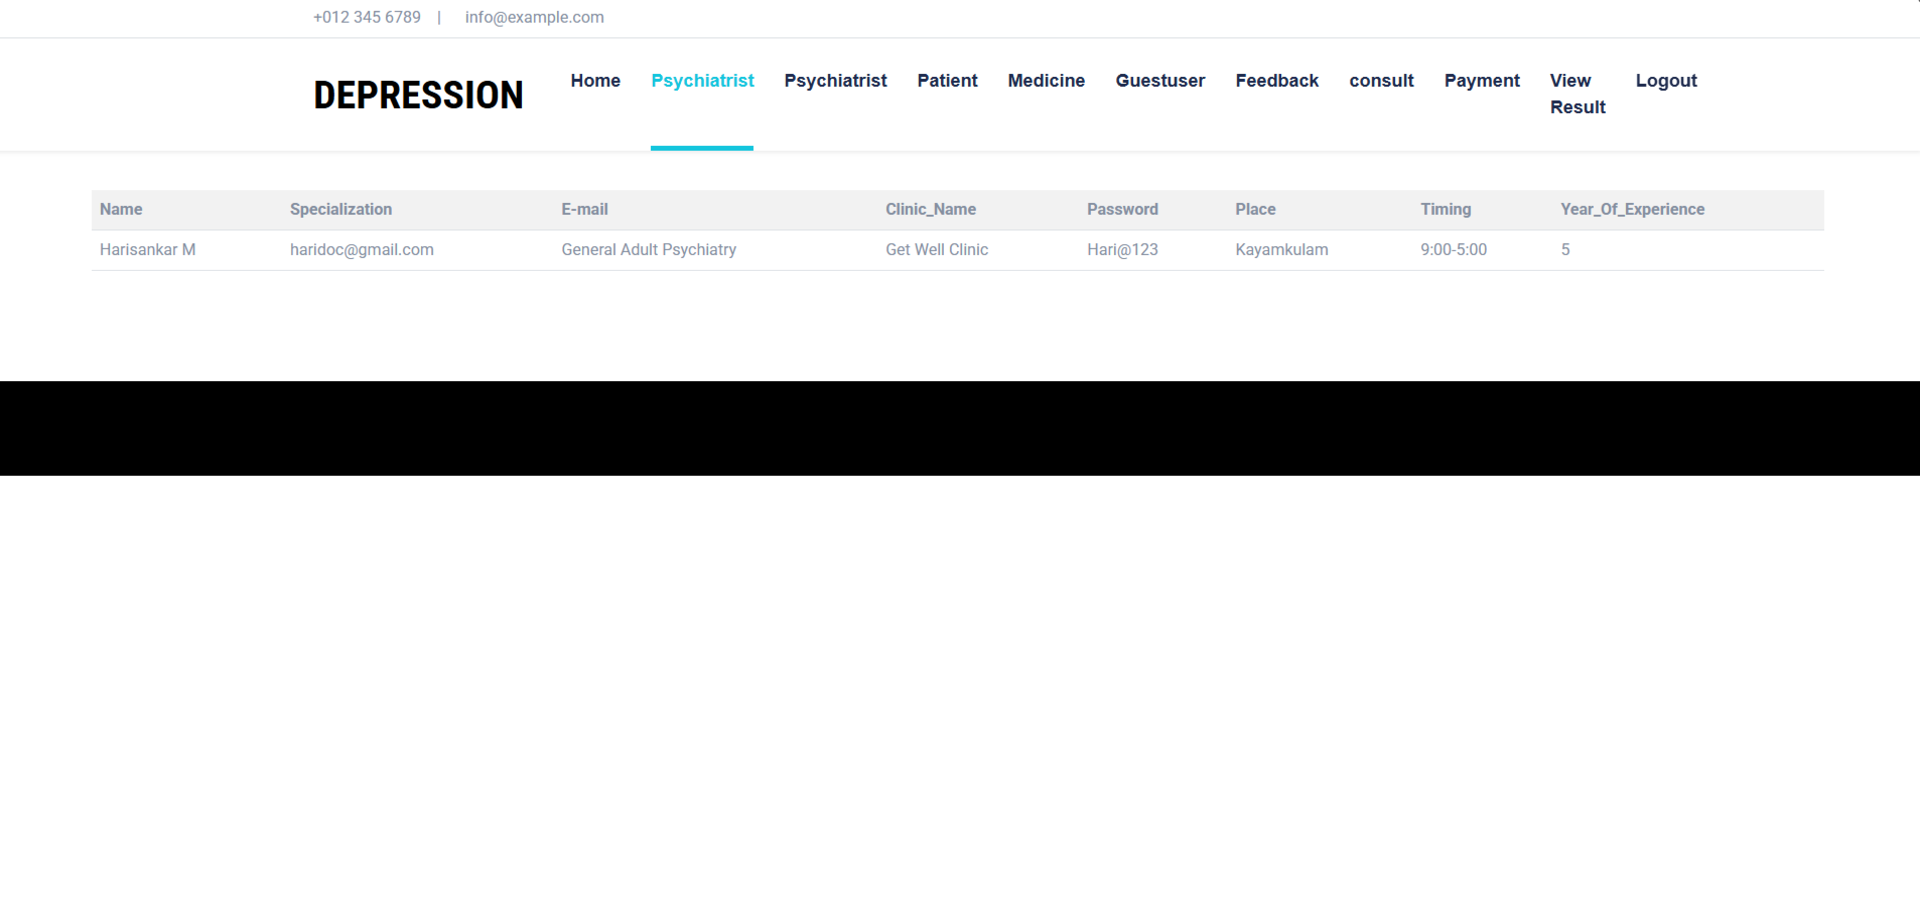 +012 345 6789 | info@example.com
DEPRESSION
Home Psychiatrist Psychiatrist Patient Medicine Guestuser Feedback consult Payment View Result Logout
Name Specialization E-mail Clinic_Name Password Place Timing Year_Of_Experience
Harisankar M haridoc@gmail.com General Adult Psychiatry Get Well Clinic Hari@123 Kayamkulam 9:00-5:00 5